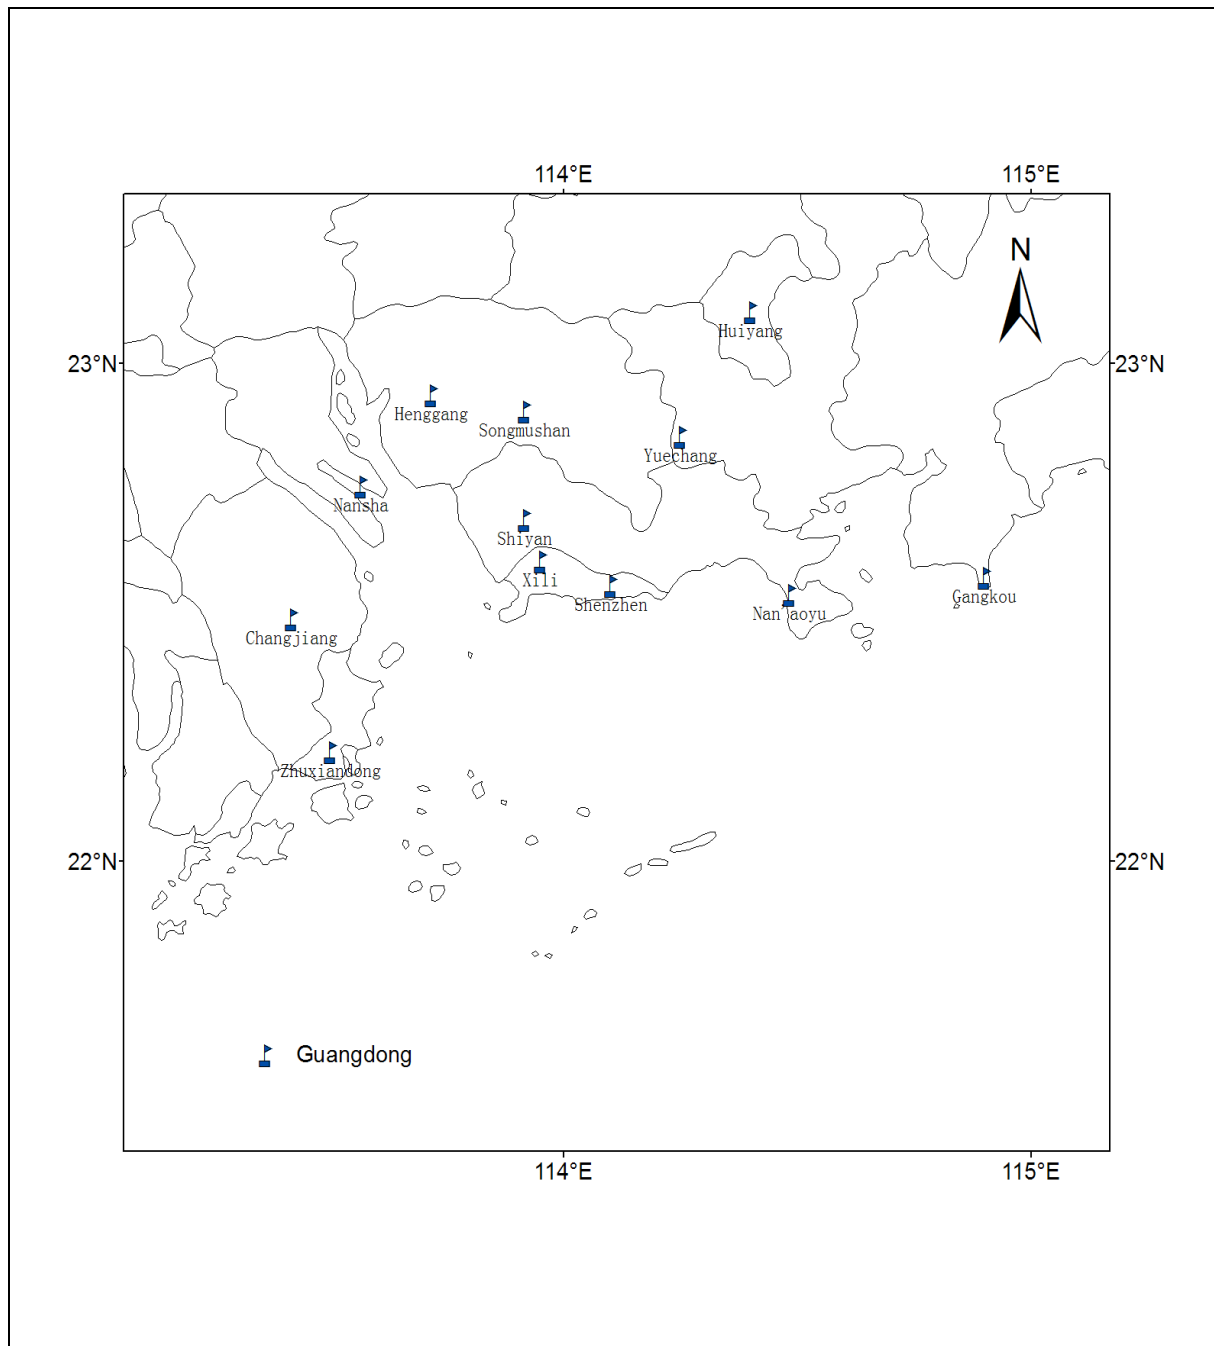 114°E 115°E
N
Huiyang
23°N 23°N
Henggang
Songmushan
Yuechang
Nansha
Shiyan
Xili
Shenzhen
Gangkou
Nan'aoyu
Changjiang
Zhuxiandong
22°N 22°N
Guangdong
114°E 115°E